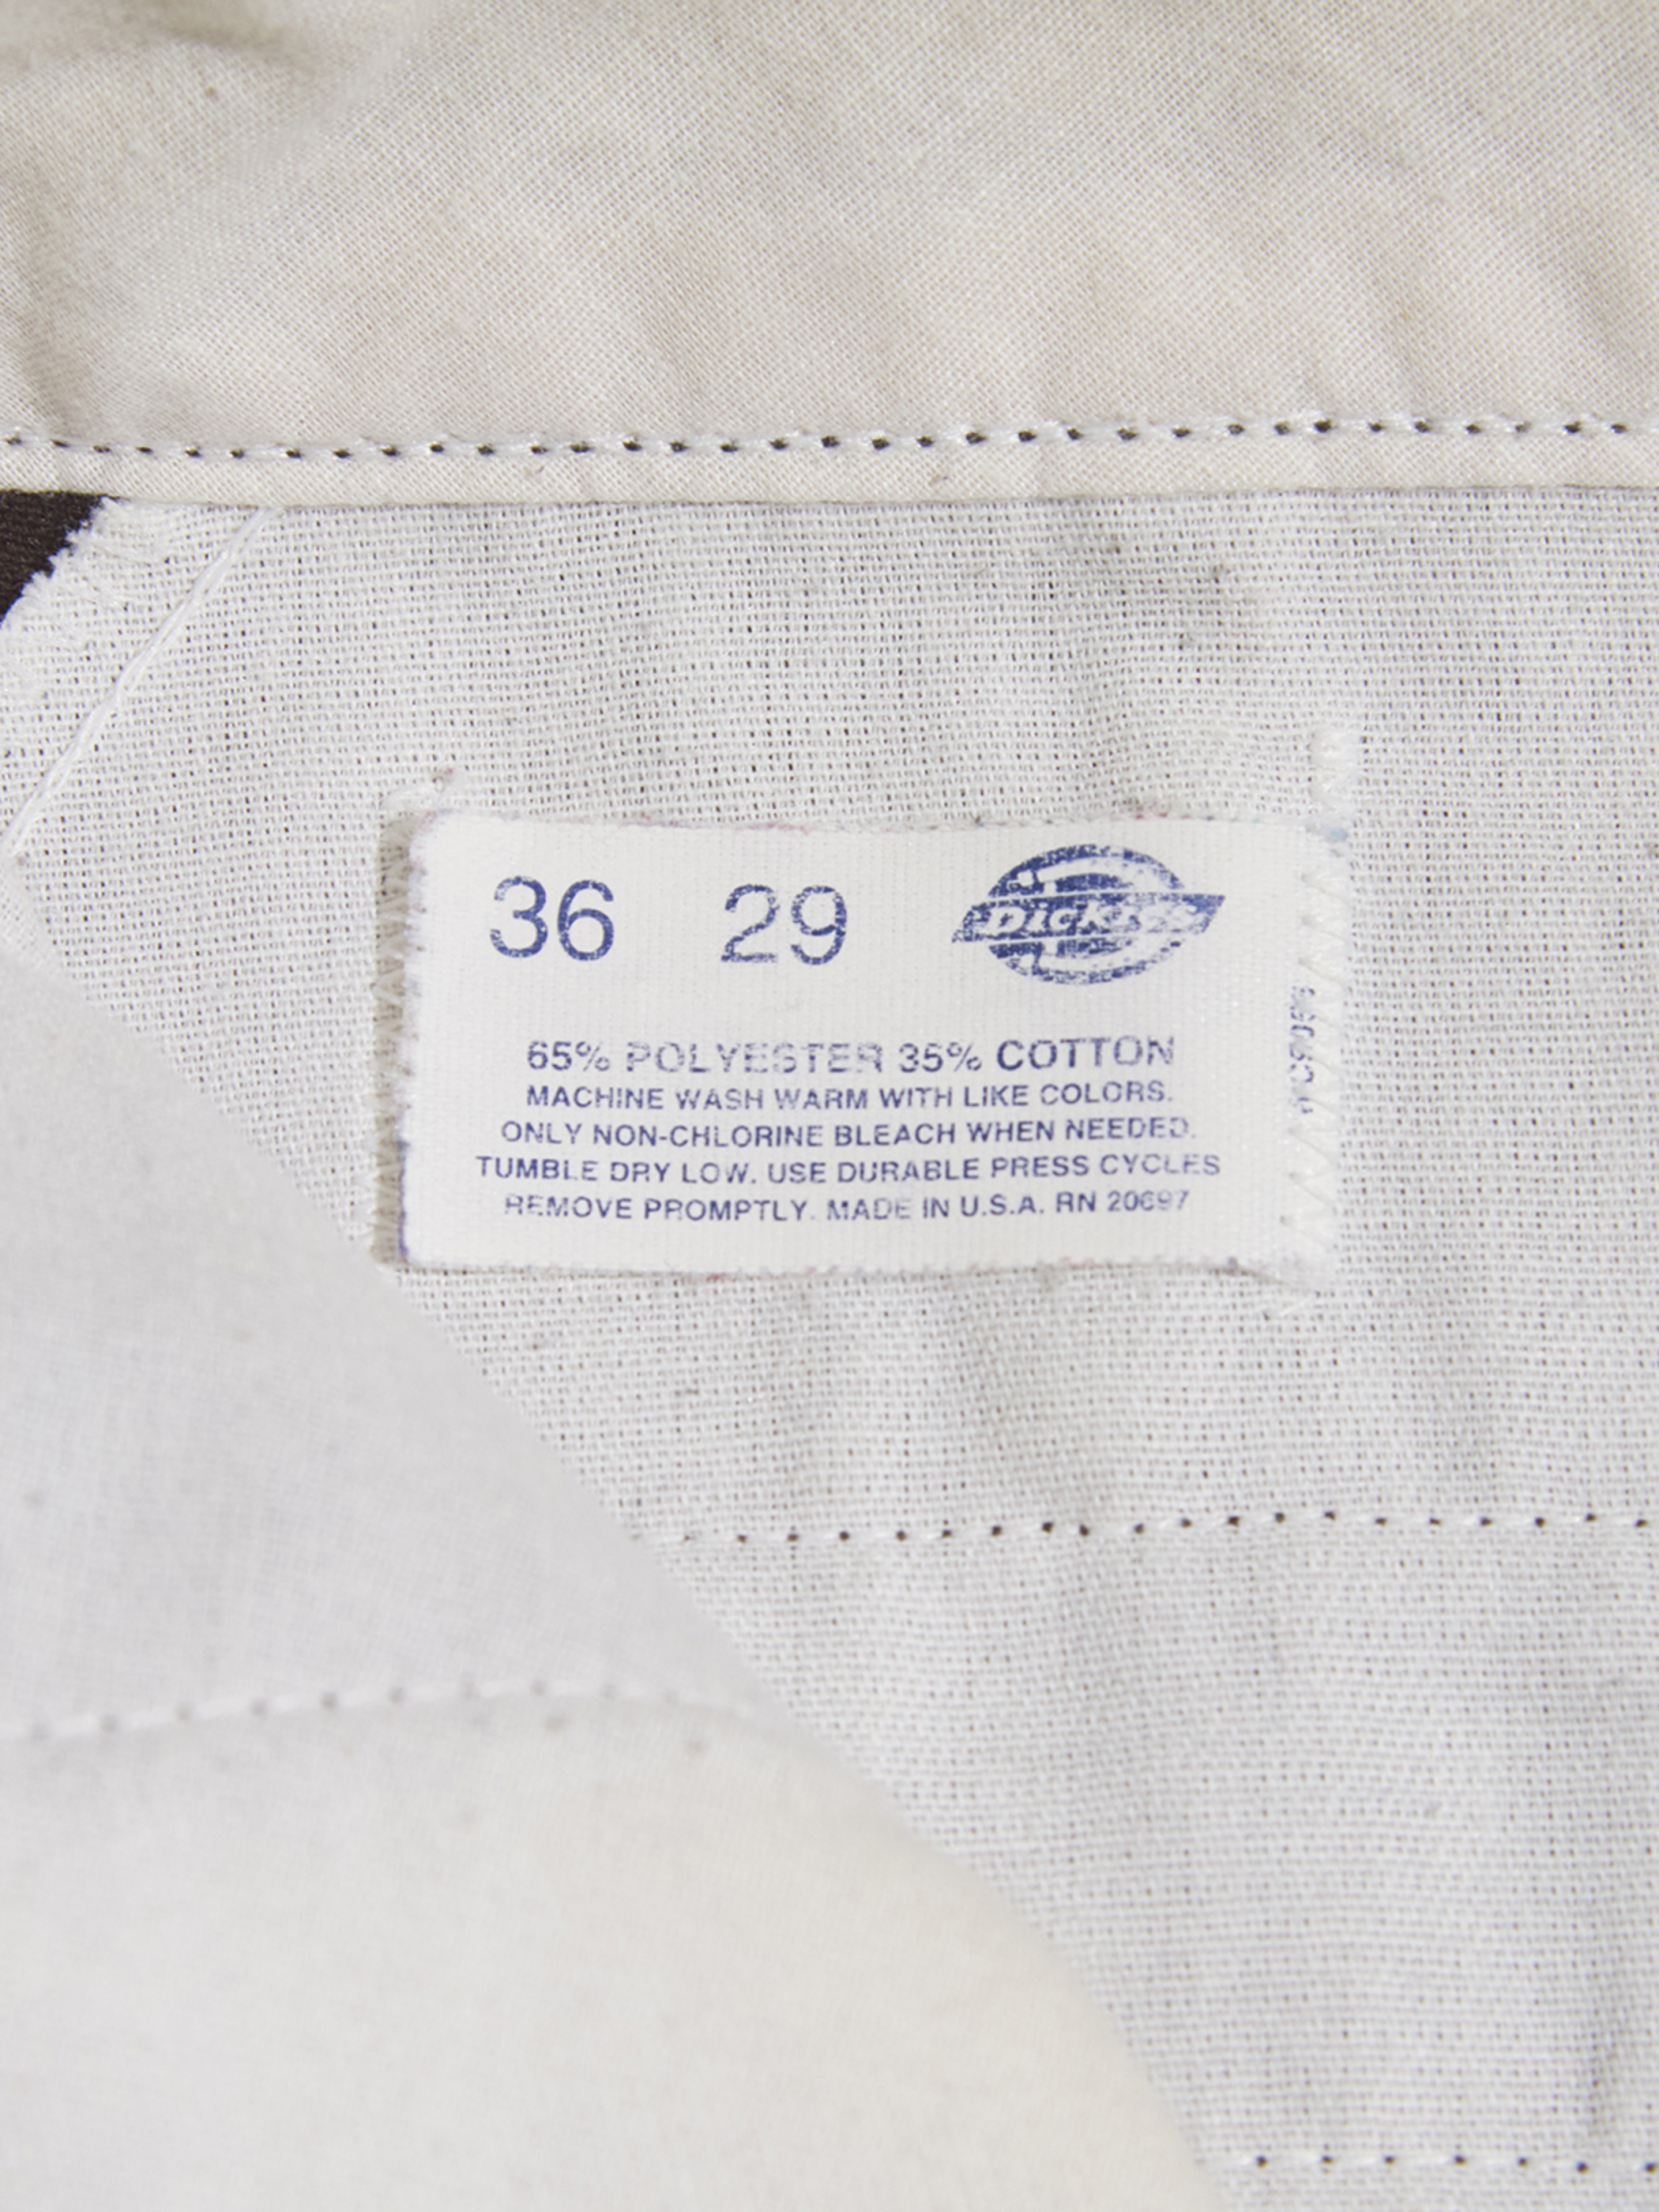 36 29 DICKIES
65% POLYESTER 35% COTTON
MACHINE WASH WARM WITH LIKE COLORS.
ONLY NON-CHLORINE BLEACH WHEN NEEDED.
TUMBLE DRY LOW. USE DURABLE PRESS CYCLES
REMOVE PROMPTLY. MADE IN U.S.A. RN 20697